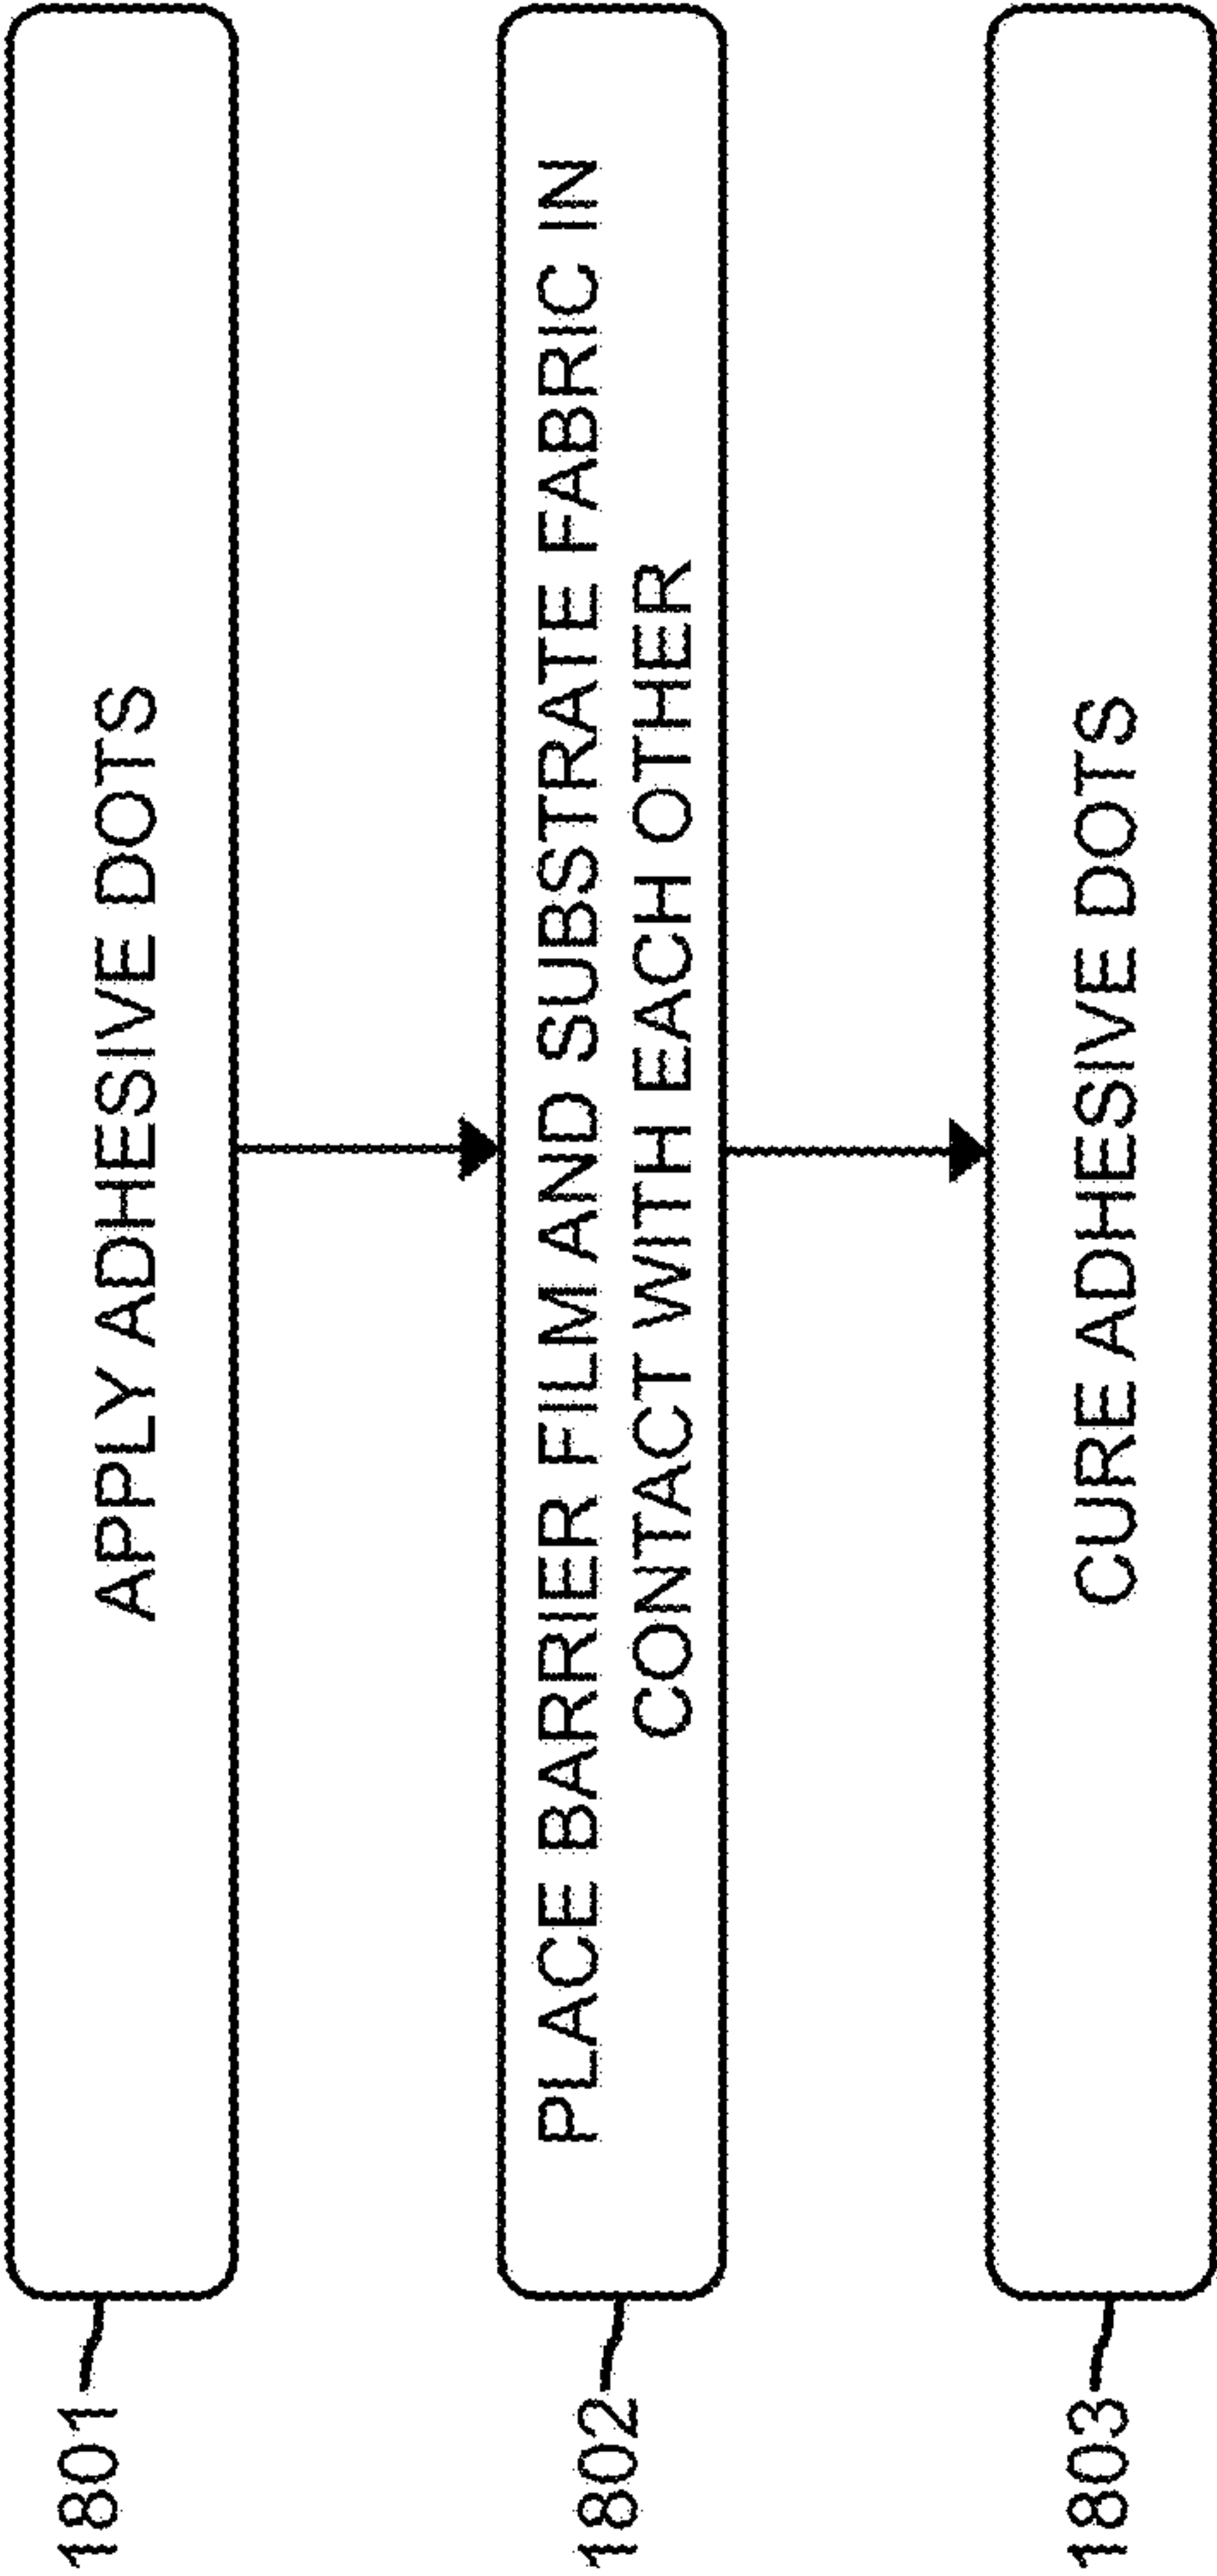 1801
APPLY ADHESIVE DOTS
1802
PLACE BARRIER FILM AND SUBSTRATE FABRIC IN
CONTACT WITH EACH OTHER
1803
CURE ADHESIVE DOTS